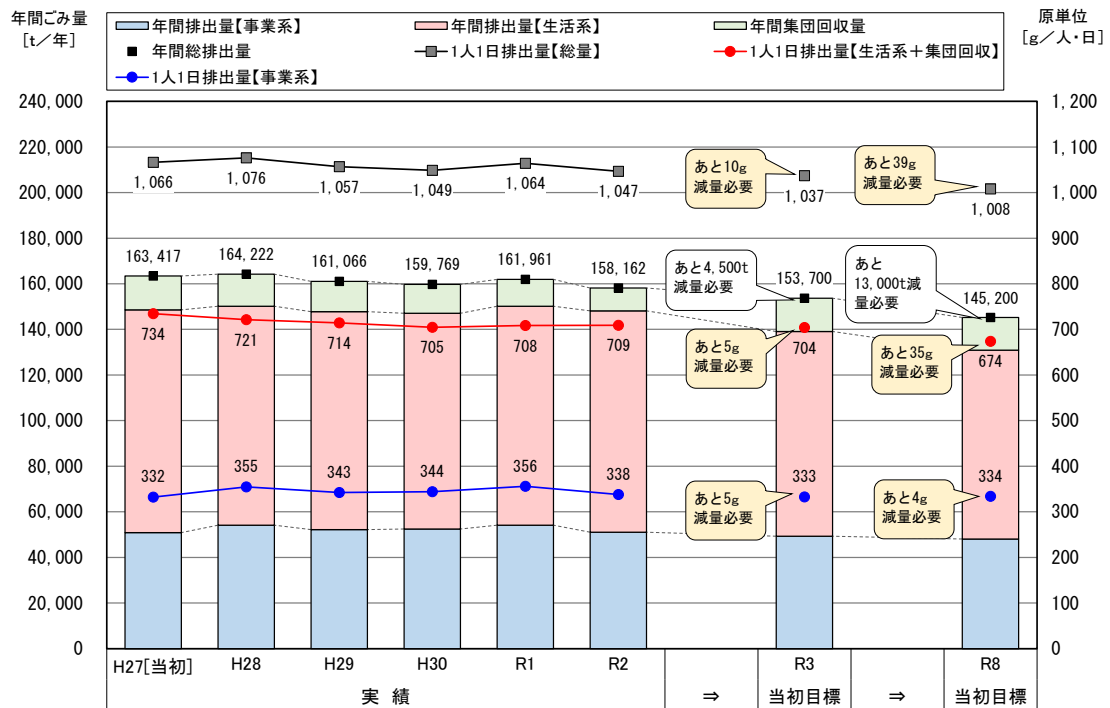 年間ごみ量
[t／年]
原単位
[g／人・日]
年間排出量【事業系】
年間排出量【生活系】
年間集団回収量
年間総排出量
1人1日排出量【総量】
1人1日排出量【生活系＋集団回収】
1人1日排出量【事業系】
240,000
220,000
200,000
180,000
160,000
140,000
120,000
100,000
80,000
60,000
40,000
20,000
0
1,200
1,100
1,000
900
800
700
600
500
400
300
200
100
0
1,066
1,076
1,057
1,049
1,064
1,047
1,037
1,008
あと10g
減量必要
あと39g
減量必要
163,417
164,222
161,066
159,769
161,961
158,162
153,700
145,200
あと4,500t
減量必要
あと
13,000t減
量必要
734
721
714
705
708
709
704
674
あと5g
減量必要
あと35g
減量必要
332
355
343
344
356
338
333
334
あと5g
減量必要
あと4g
減量必要
H27[当初]
H28
H29
H30
R1
R2
R3
R8
実 績
⇒
当初目標
⇒
当初目標